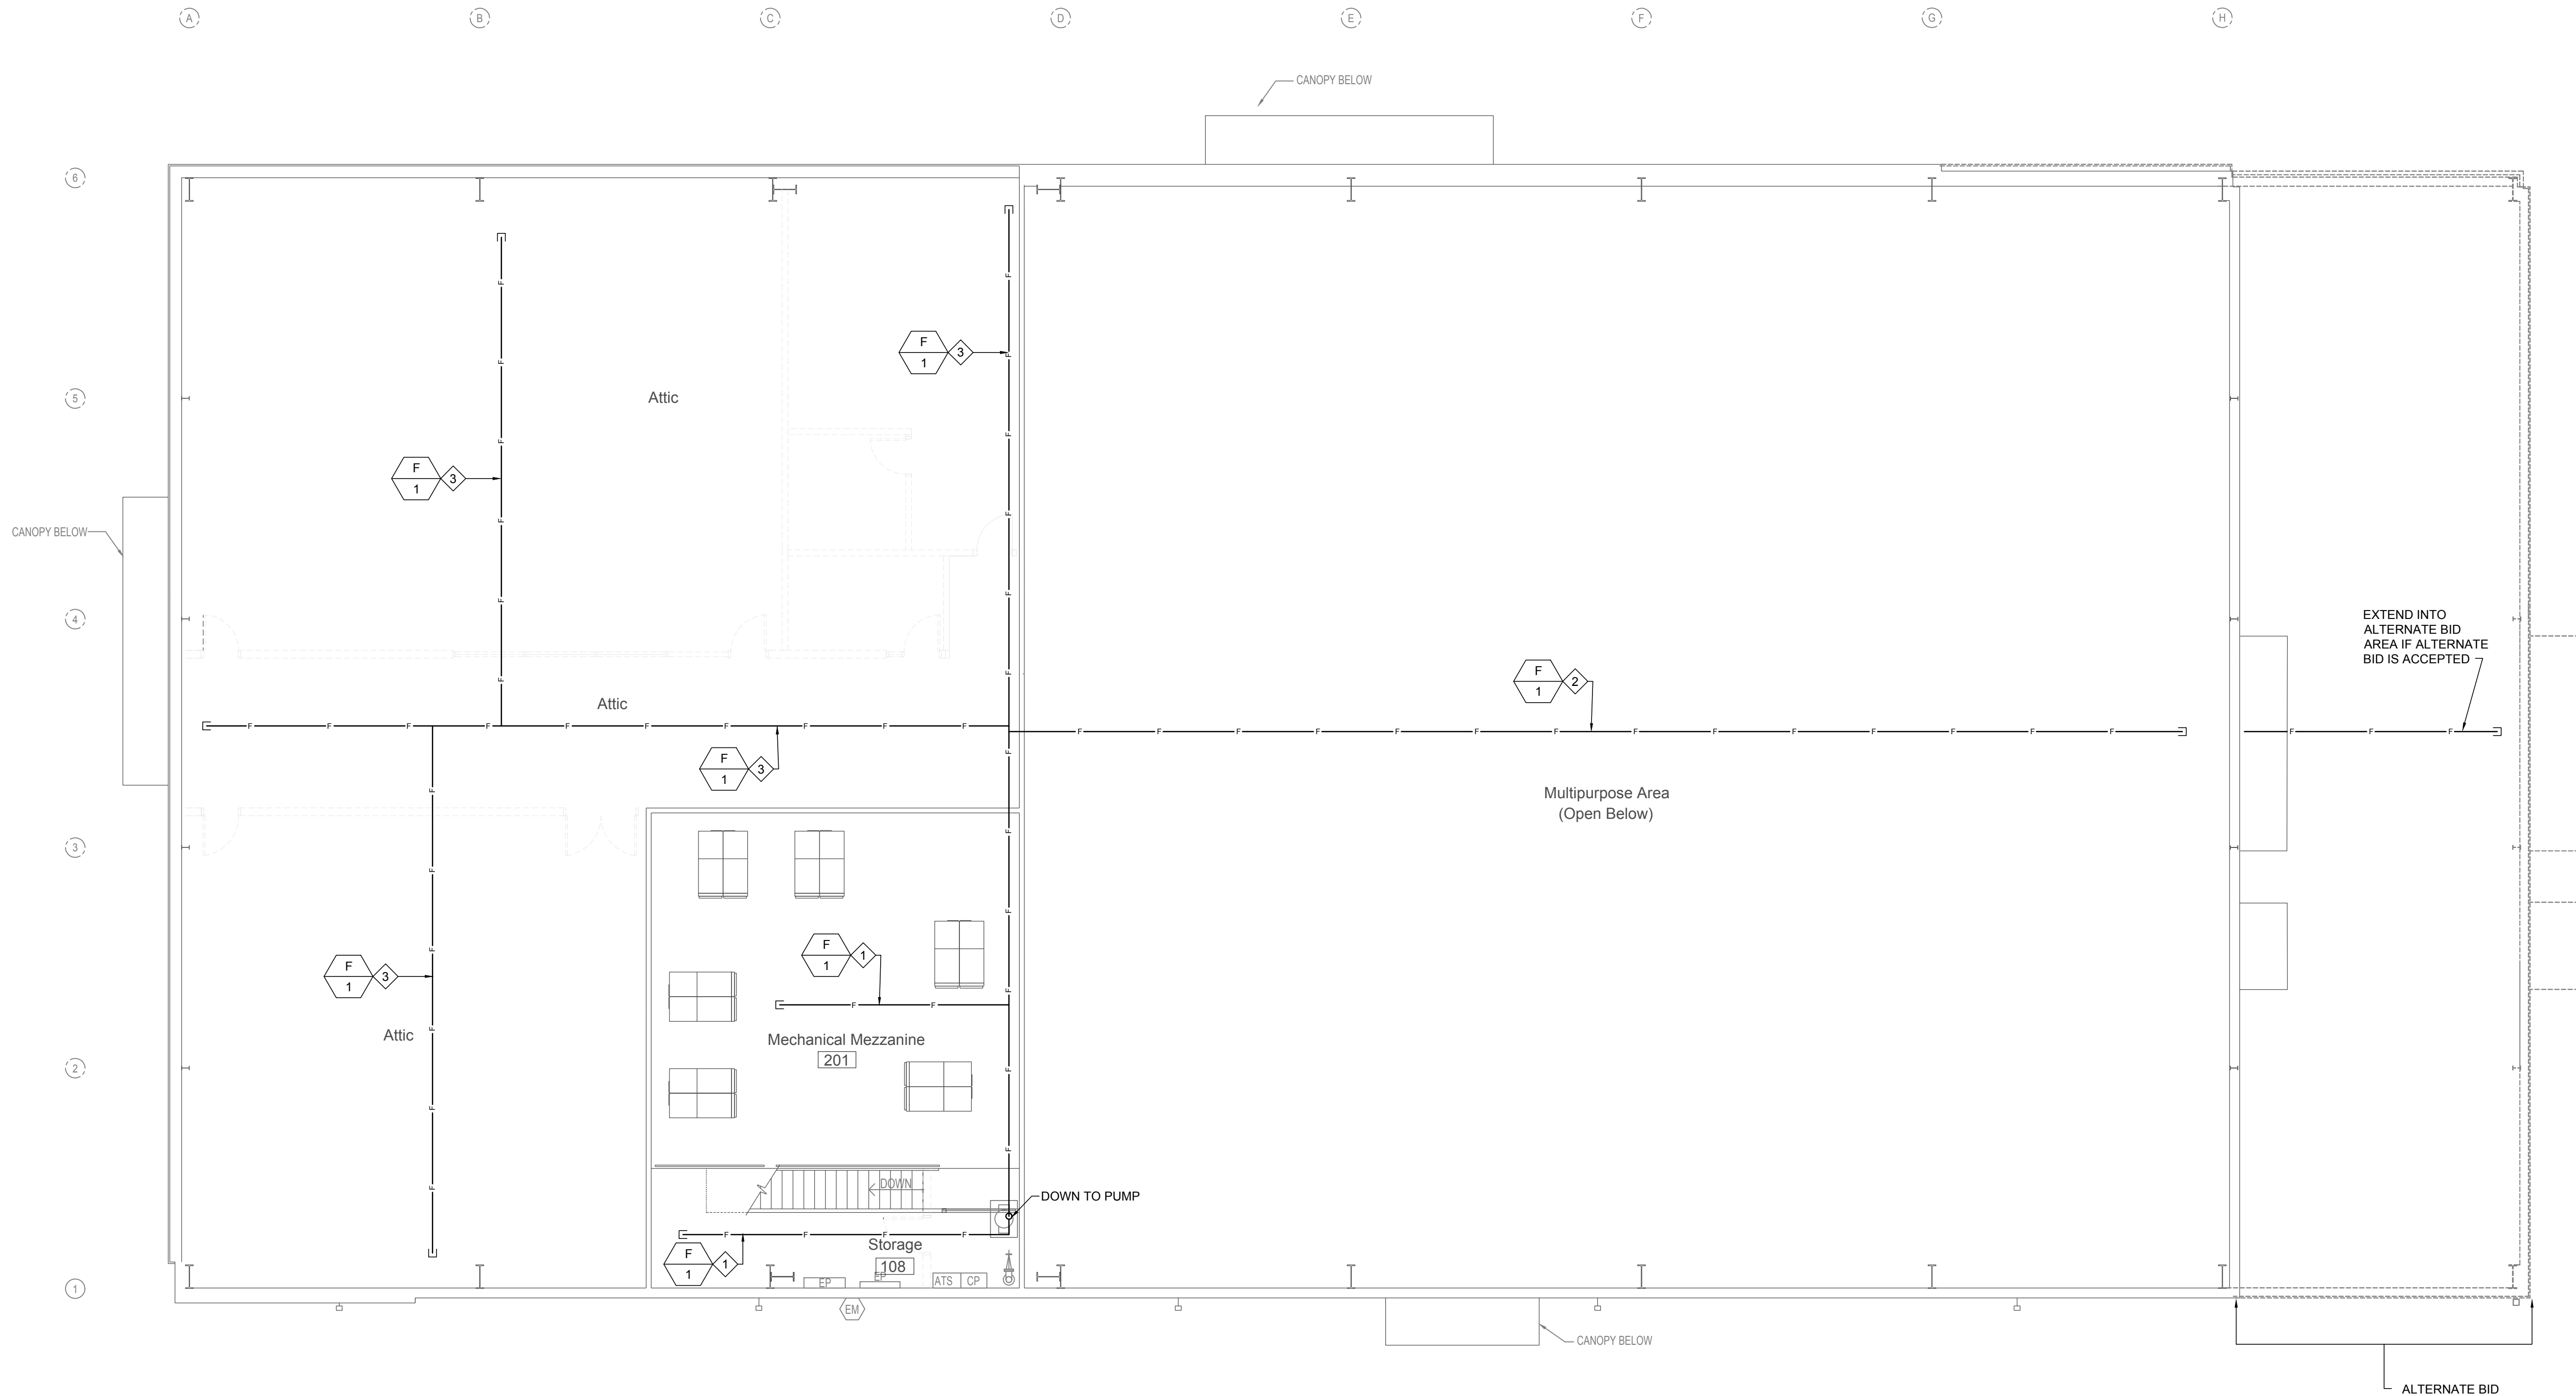 A
B
C
D
E
F
G
H
CANOPY BELOW
6
F
1
3
5
Attic
F
1
3
CANOPY BELOW
4
EXTEND INTO
ALTERNATE BID
AREA IF ALTERNATE
BID IS ACCEPTED
F
1
2
Attic
F
1
3
Multipurpose Area
(Open Below)
3
F
1
1
F
1
3
Attic
Mechanical Mezzanine
201
2
DOWN
DOWN TO PUMP
Storage
108
F
1
1
EP
EP
ATS
CP
1
EM
CANOPY BELOW
ALTERNATE BID
F F F F F F F F F F
F F F F F F F F F F F F F F
F F F
F F F F F F
F F F F F F
F F F F F F F F F F F F
F F
F F F F